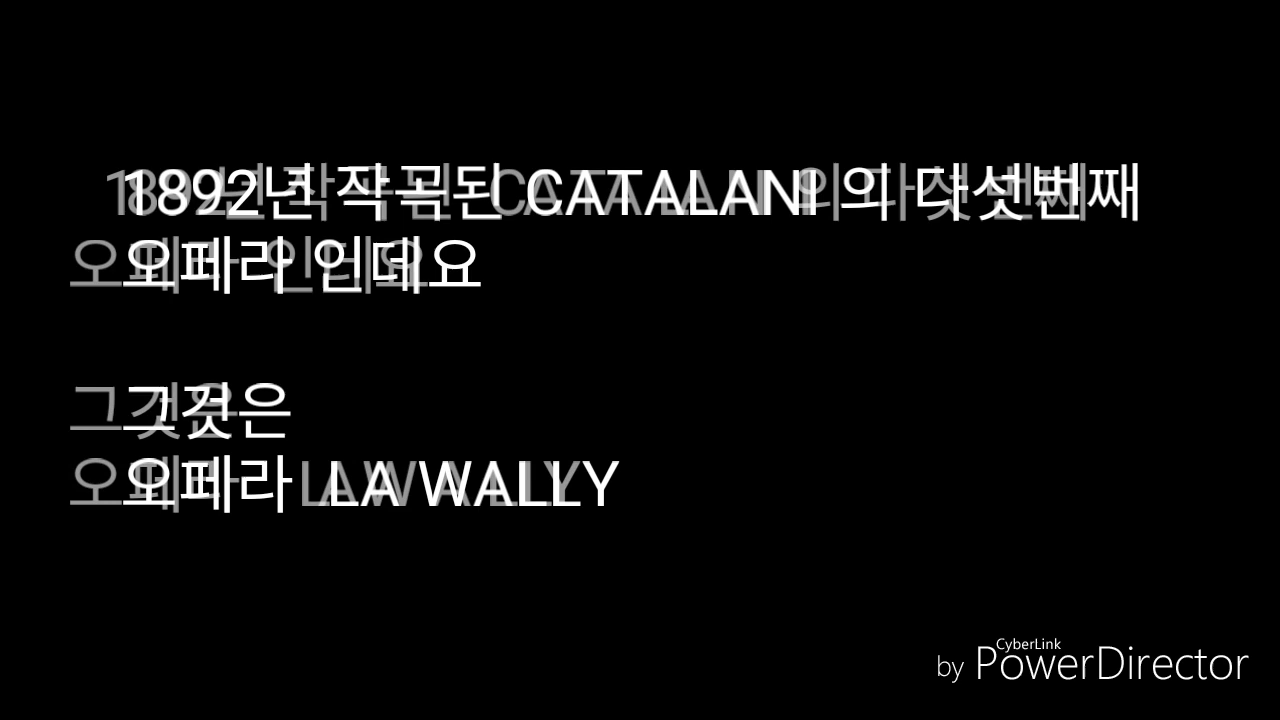 1892년 작곡된 CATALANI 의 다섯번째
오페라 인데요
그것은
오페라 LA WALLY
CyberLink
by PowerDirector